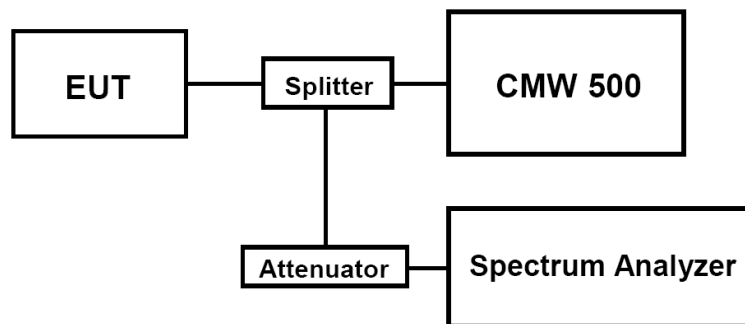 EUT
Splitter
CMW 500
Attenuator
Spectrum Analyzer